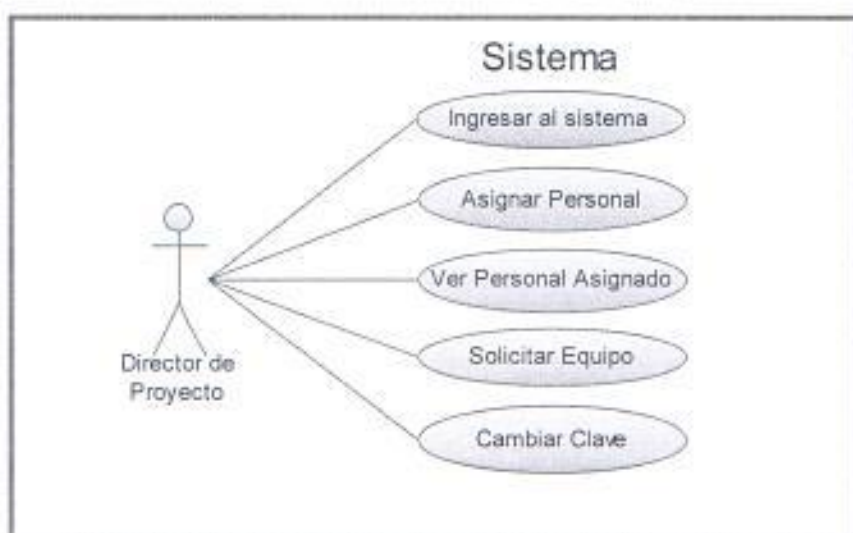 Sistema
Ingresar al sistema
Asignar Personal
Ver Personal Asignado
Solicitar Equipo
Cambiar Clave
Director de
Proyecto